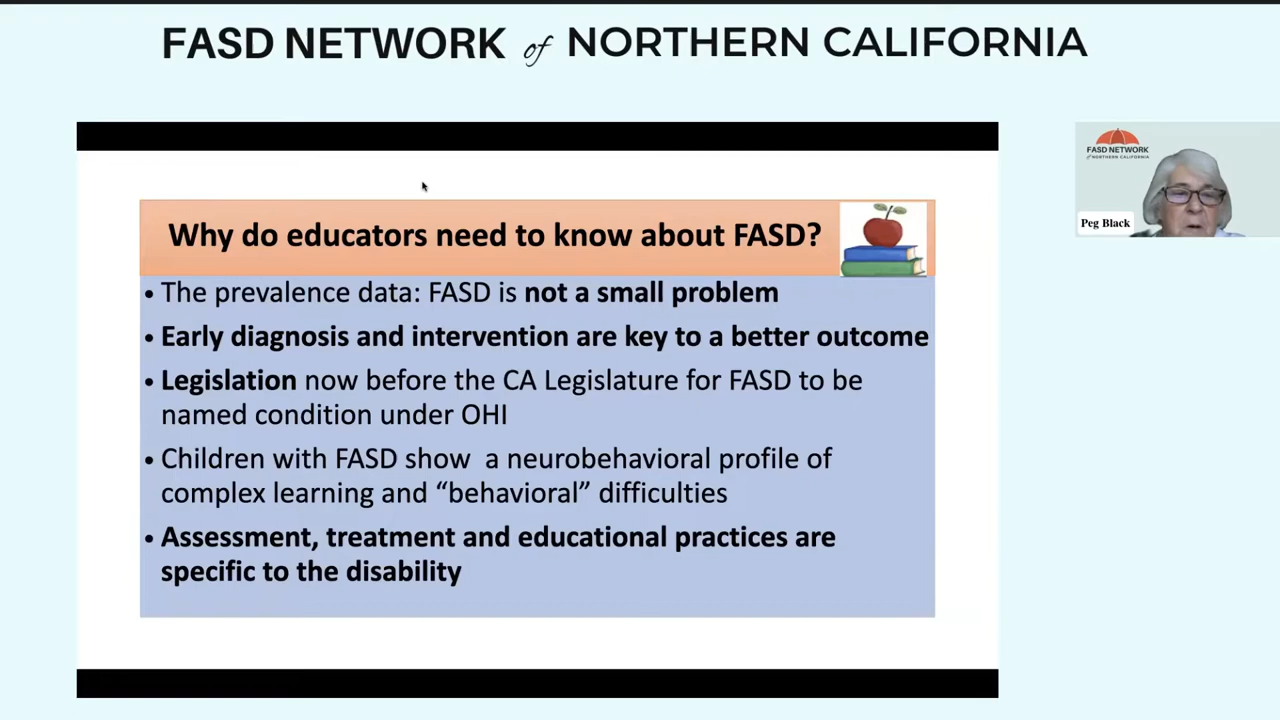 FASD NETWORK of NORTHERN CALIFORNIA
FASD NETWORK
of NORTHERN CALIFORNIA
Peg Black
Why do educators need to know about FASD?
• The prevalence data: FASD is not a small problem
• Early diagnosis and intervention are key to a better outcome
• Legislation now before the CA Legislature for FASD to be
named condition under OHI
• Children with FASD show a neurobehavioral profile of
complex learning and “behavioral” difficulties
• Assessment, treatment and educational practices are
specific to the disability